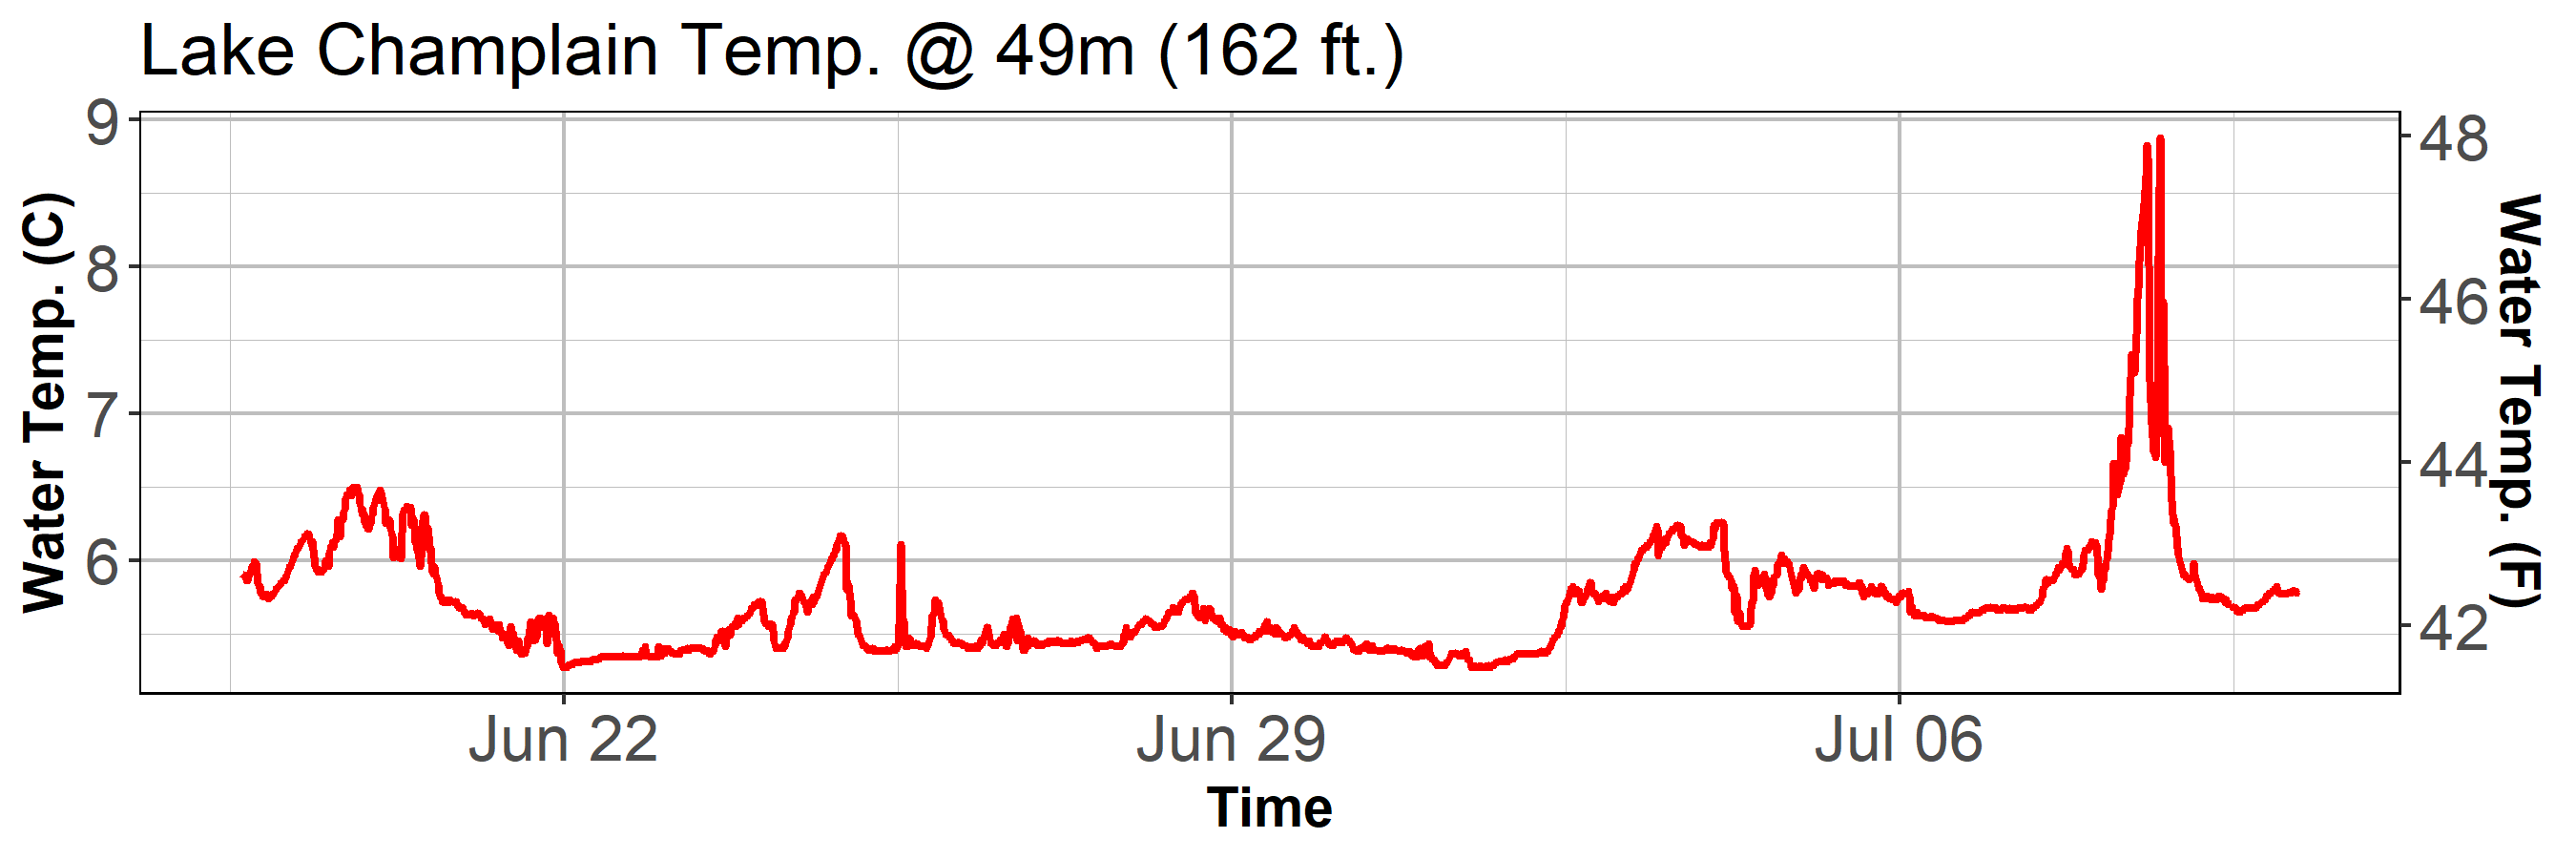 Lake Champlain Temp. @ 49m (162 ft.)
Water Temp. (C)
9
8
7
6
48
46
44
42
Water Temp. (F)
Jun 22
Jun 29
Jul 06
Time